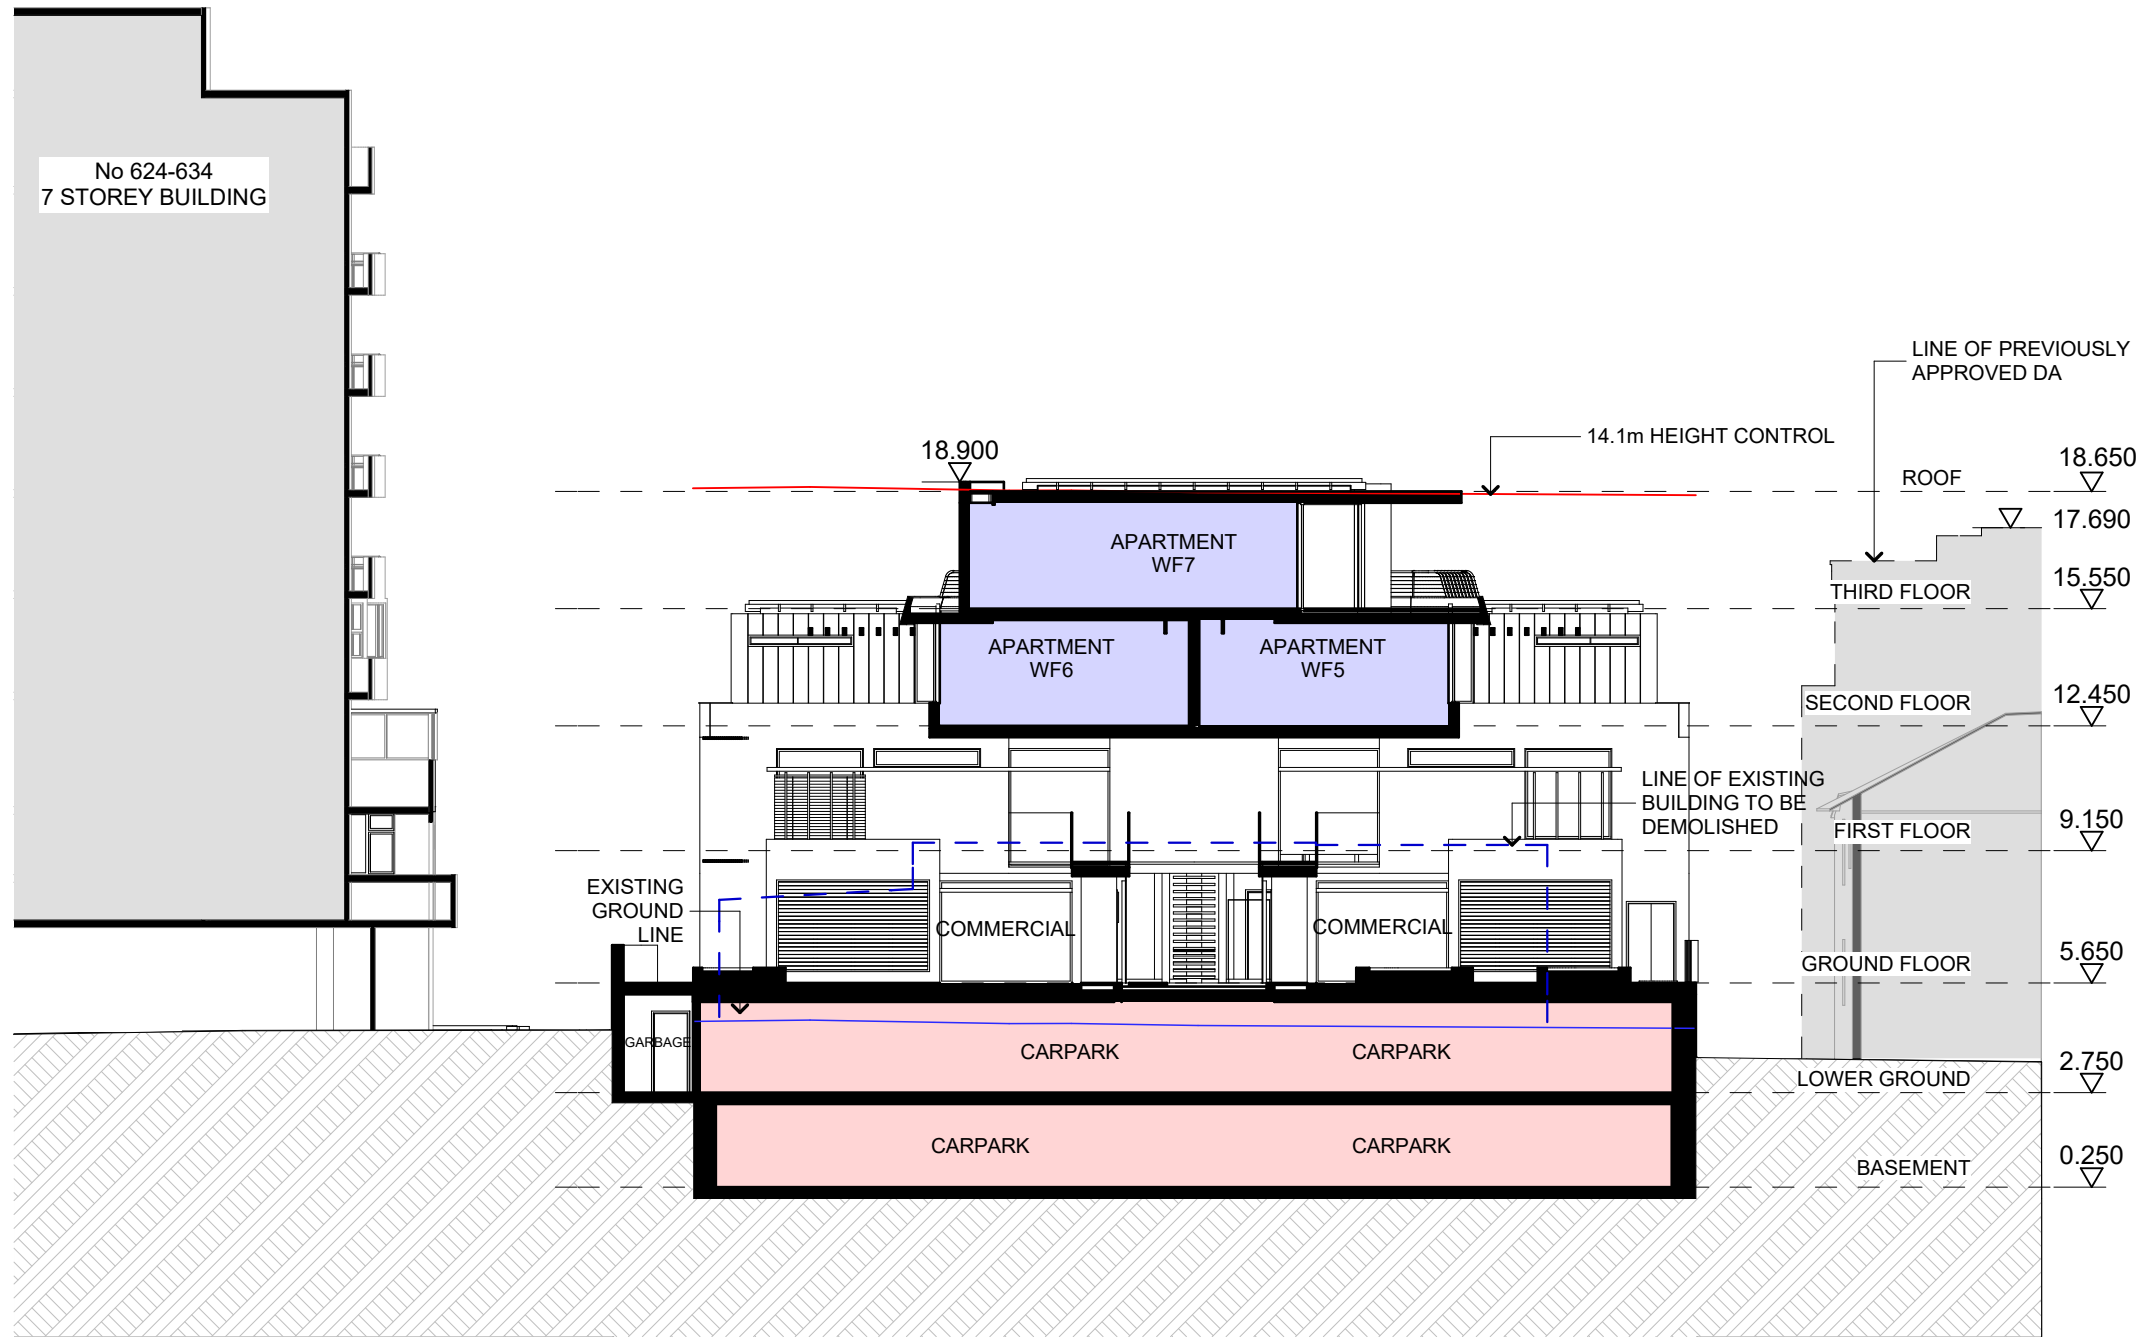 No 624-634
7 STOREY BUILDING
LINE OF PREVIOUSLY
APPROVED DA
14.1m HEIGHT CONTROL
18.900
ROOF
18.650
17.690
APARTMENT
WF7
THIRD FLOOR
15.550
APARTMENT
WF6
APARTMENT
WF5
SECOND FLOOR
12.450
LINE OF EXISTING
BUILDING TO BE
DEMOLISHED
FIRST FLOOR
9.150
EXISTING
GROUND
LINE
COMMERCIAL
COMMERCIAL
GROUND FLOOR
5.650
GARBAGE
CARPARK
CARPARK
LOWER GROUND
2.750
CARPARK
CARPARK
BASEMENT
0.250